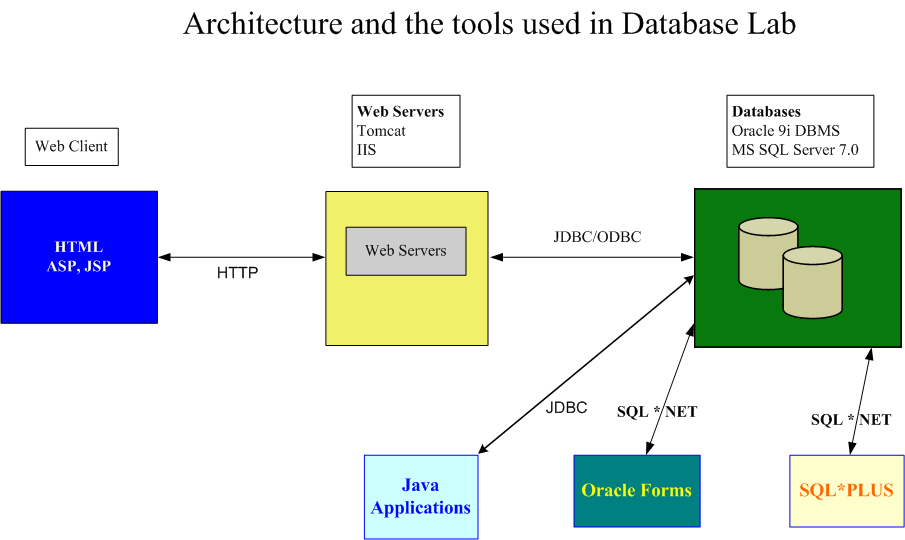 Architecture and the tools used in Database Lab
Web Client
Web Servers
Tomcat
IIS
Databases
Oracle 9i DBMS
MS SQL Server 7.0
HTML
ASP, JSP
HTTP
Web Servers
JDBC/ODBC
JDBC
SQL * NET
SQL * NET
Java
Applications
Oracle Forms
SQL*PLUS